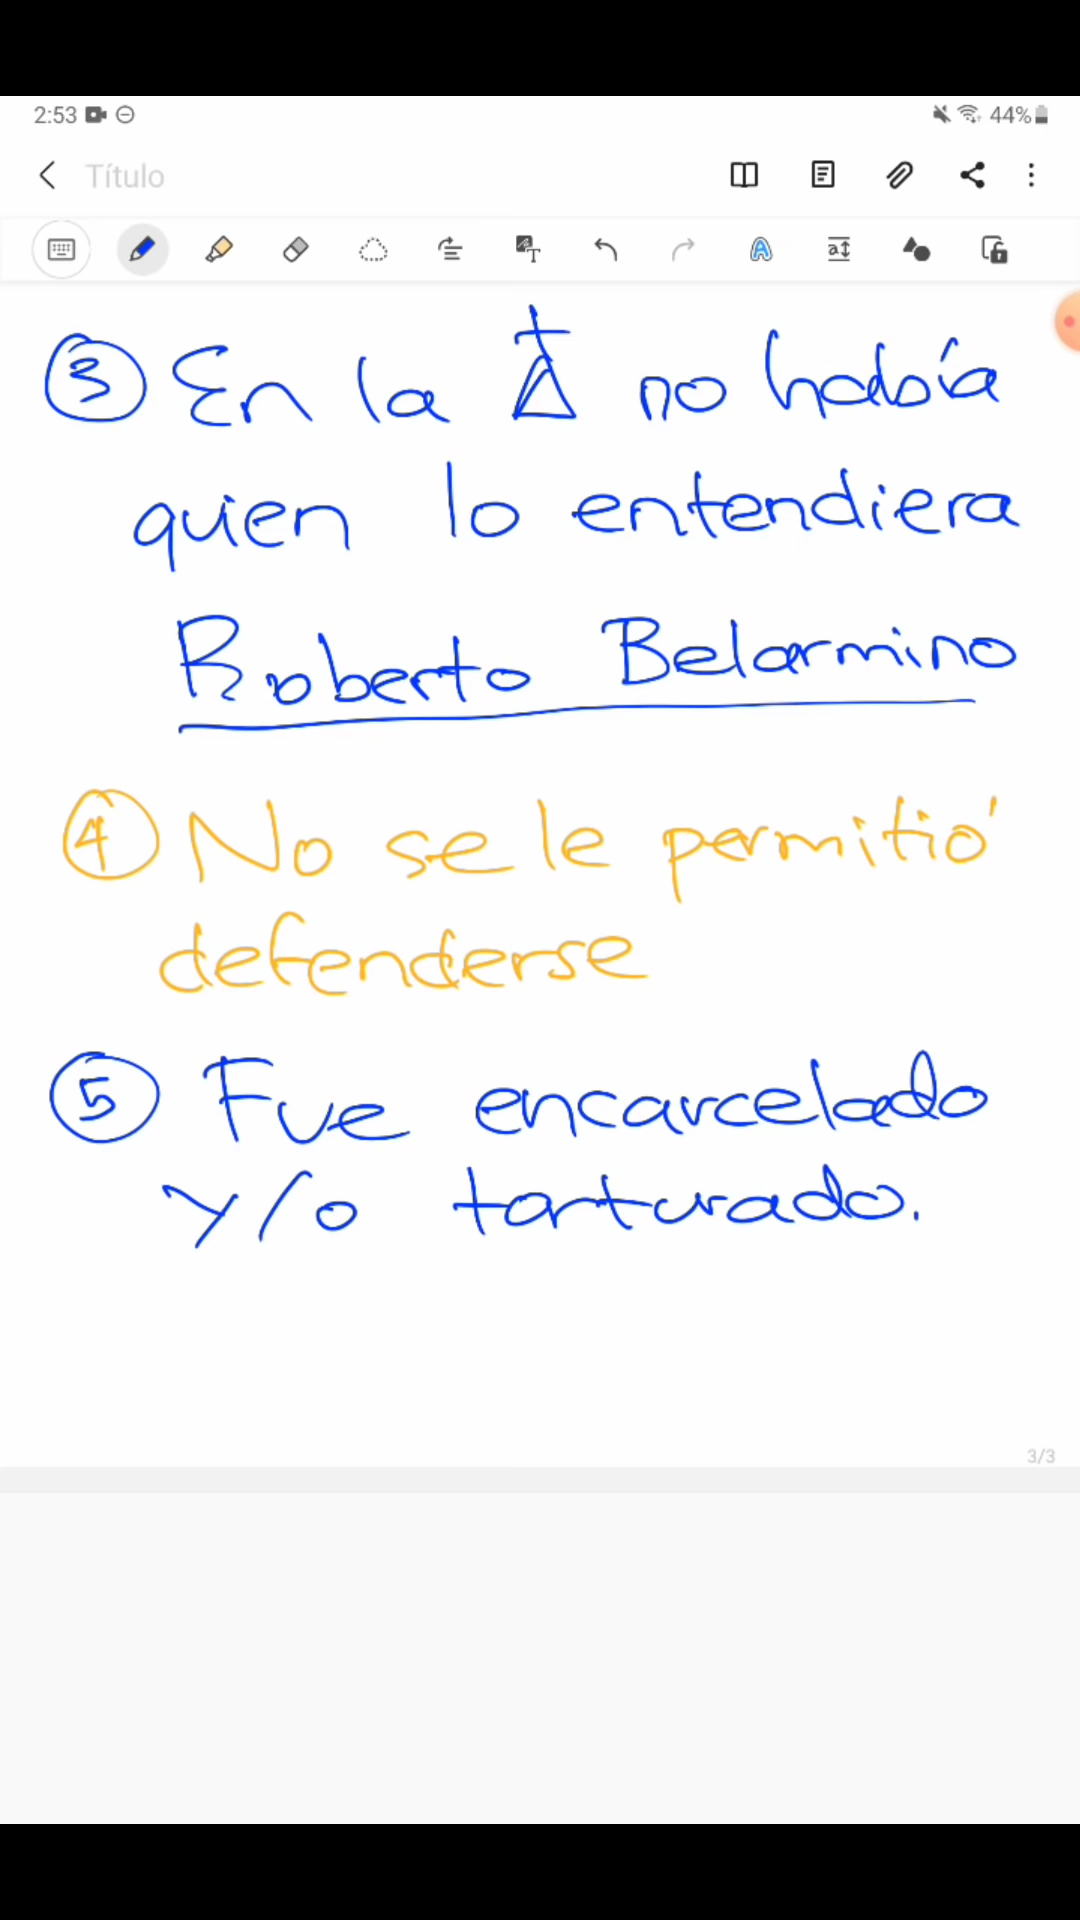 2:53 44%
Título
3 En la no había
quien lo entendiera
Roberto Belarmino
4 No se le permitió
defenderse
5 Fue encarcelado
y/o torturado.
3/3